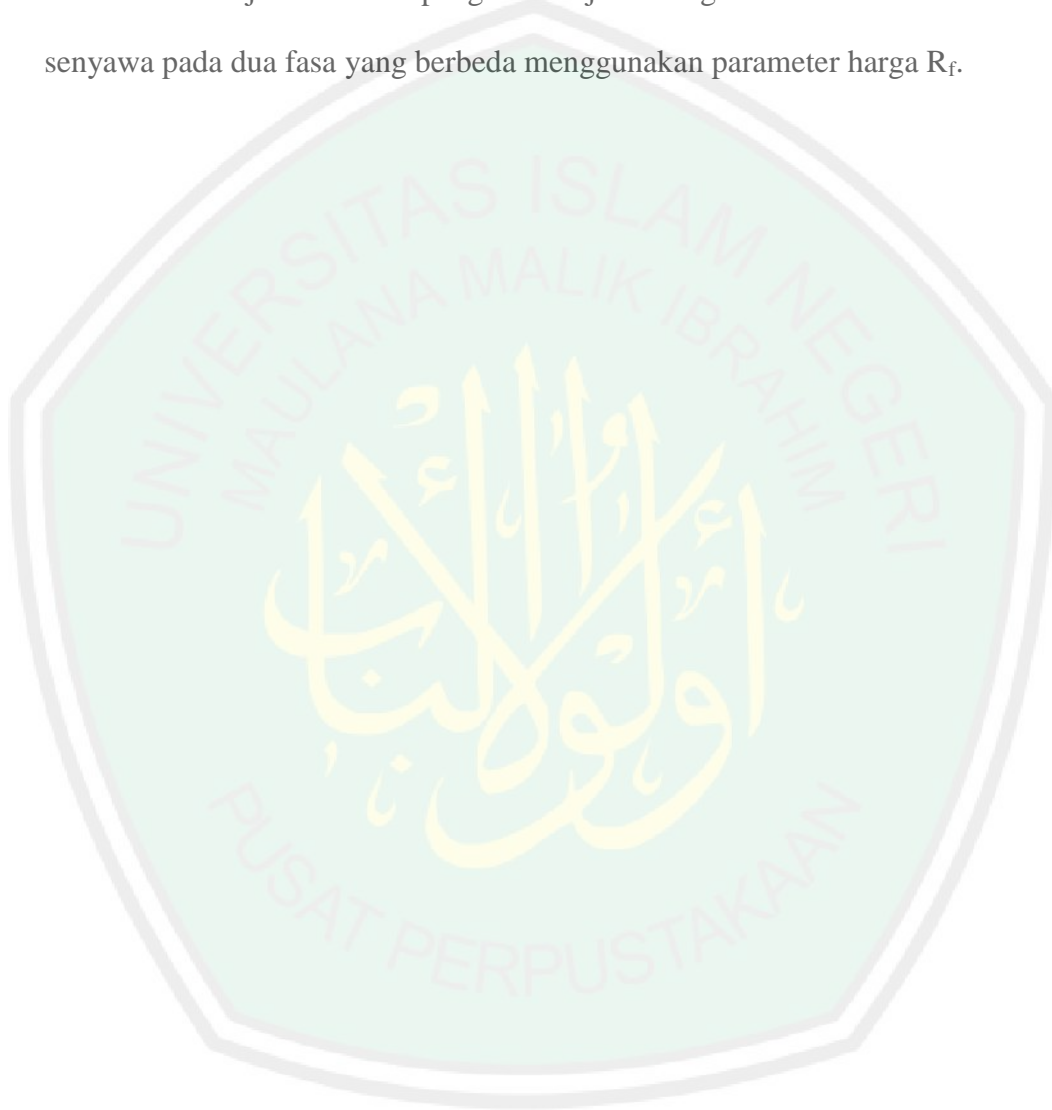 senyawa pada dua fasa yang berbeda menggunakan parameter harga Rf.
UNIVERSITAS ISLAM NEGERI
MAULANA MALIK IBRAHIM
أولوا الألباب
PUSAT PERPUSTAKAAN